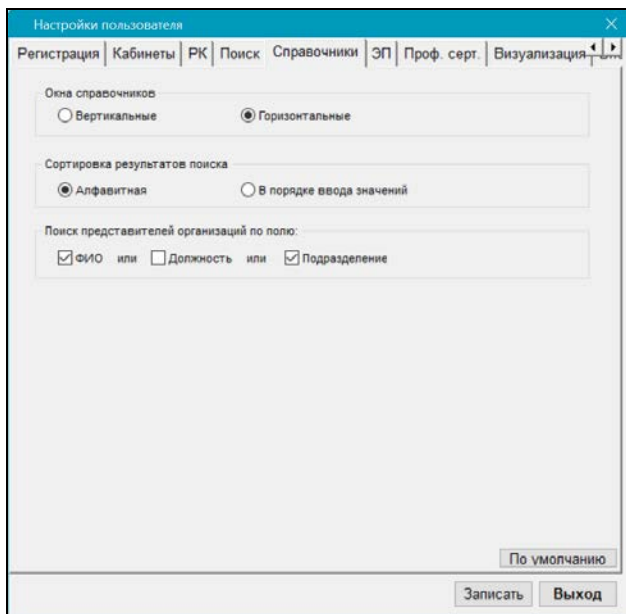 Настройки пользователя
Регистрация Кабинеты РК Поиск Справочники ЭП Проф. серт. Визуализация
Окна справочников
Вертикальные Горизонтальные
Сортировка результатов поиска
Алфавитная В порядке ввода значений
Поиск представителей организаций по полю:
ФИО или Должность или Подразделение
По умолчанию
Записать Выход